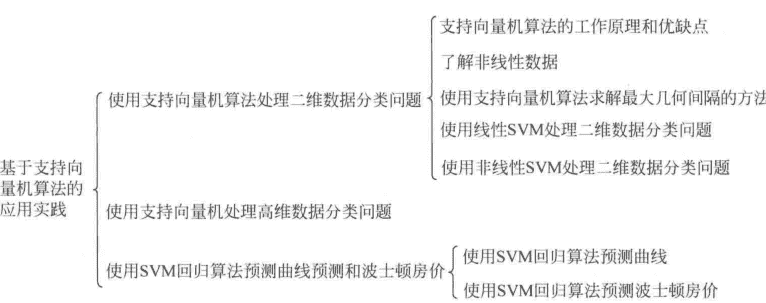 支持向量机算法的工作原理和优缺点
了解非线性数据
使用支持向量机算法处理二维数据分类问题
使用支持向量机算法求解最大几何间隔的方法
使用线性SVM处理二维数据分类问题
使用非线性SVM处理二维数据分类问题
基于支持向
量机算法的
应用实践
使用支持向量机处理高维数据分类问题
使用SVM回归算法预测曲线预测和波士顿房价
使用SVM回归算法预测曲线
使用SVM回归算法预测波士顿房价